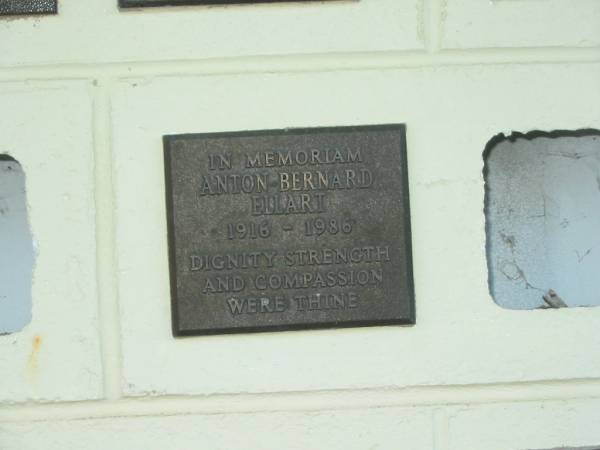 IN MEMORIAM
ANTON BERNARD
ELLART
1916 - 1986
DIGNITY STRENGTH
AND COMPASSION
WERE THINE